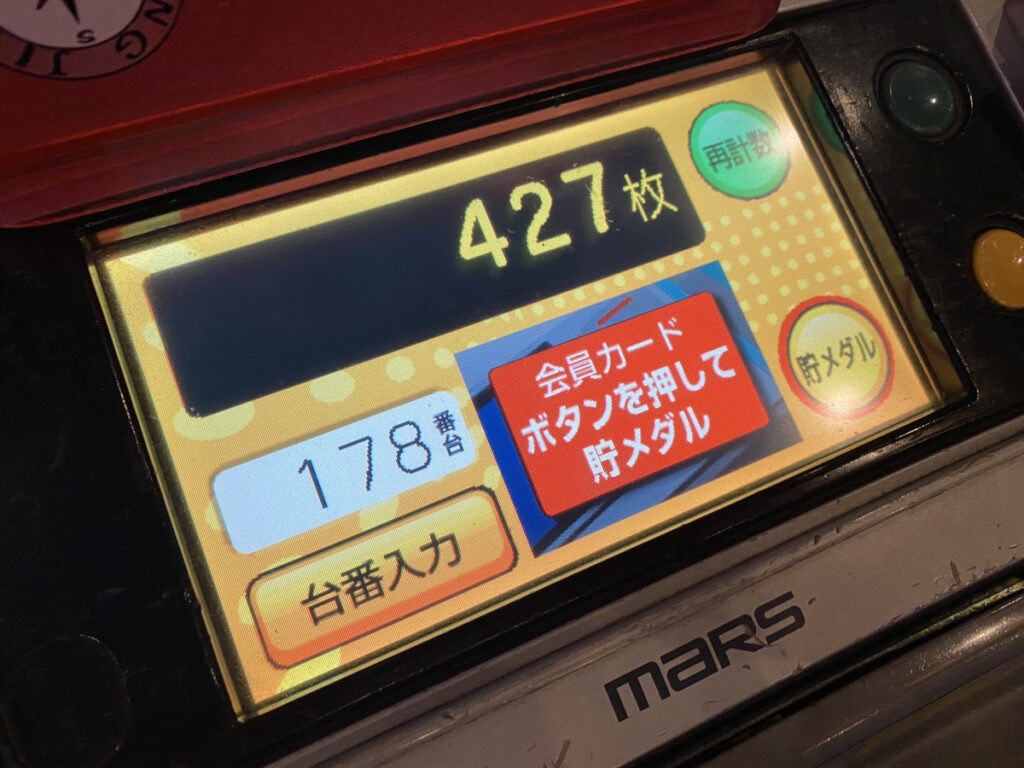 427枚
再計数
会員カード
ボタンを押して
貯メダル
貯メダル
178番台
台番入力
mars